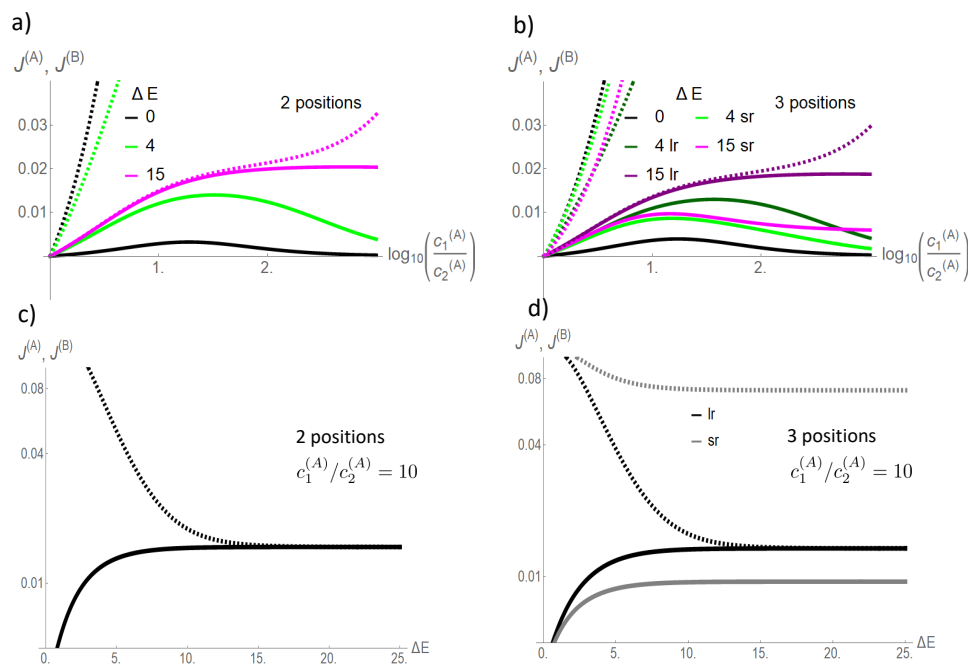 a)
J^(A), J^(B)
Δ E
0
4
15
2 positions
0.03
0.02
0.01
1.
2.
log₁₀(c₁^(A)/c₂^(A))
b)
J^(A), J^(B)
Δ E
0
4 lr
15 lr
4 sr
15 sr
3 positions
0.03
0.02
0.01
1.
2.
log₁₀(c₁^(A)/c₂^(A))
c)
J^(A), J^(B)
0.08
0.04
0.01
2 positions
c₁^(A)/c₂^(A) = 10
0. 5. 10. 15. 20. 25. ΔE
d)
J^(A), J^(B)
0.08
0.04
0.01
lr
sr
3 positions
c₁^(A)/c₂^(A) = 10
0. 5. 10. 15. 20. 25. ΔE